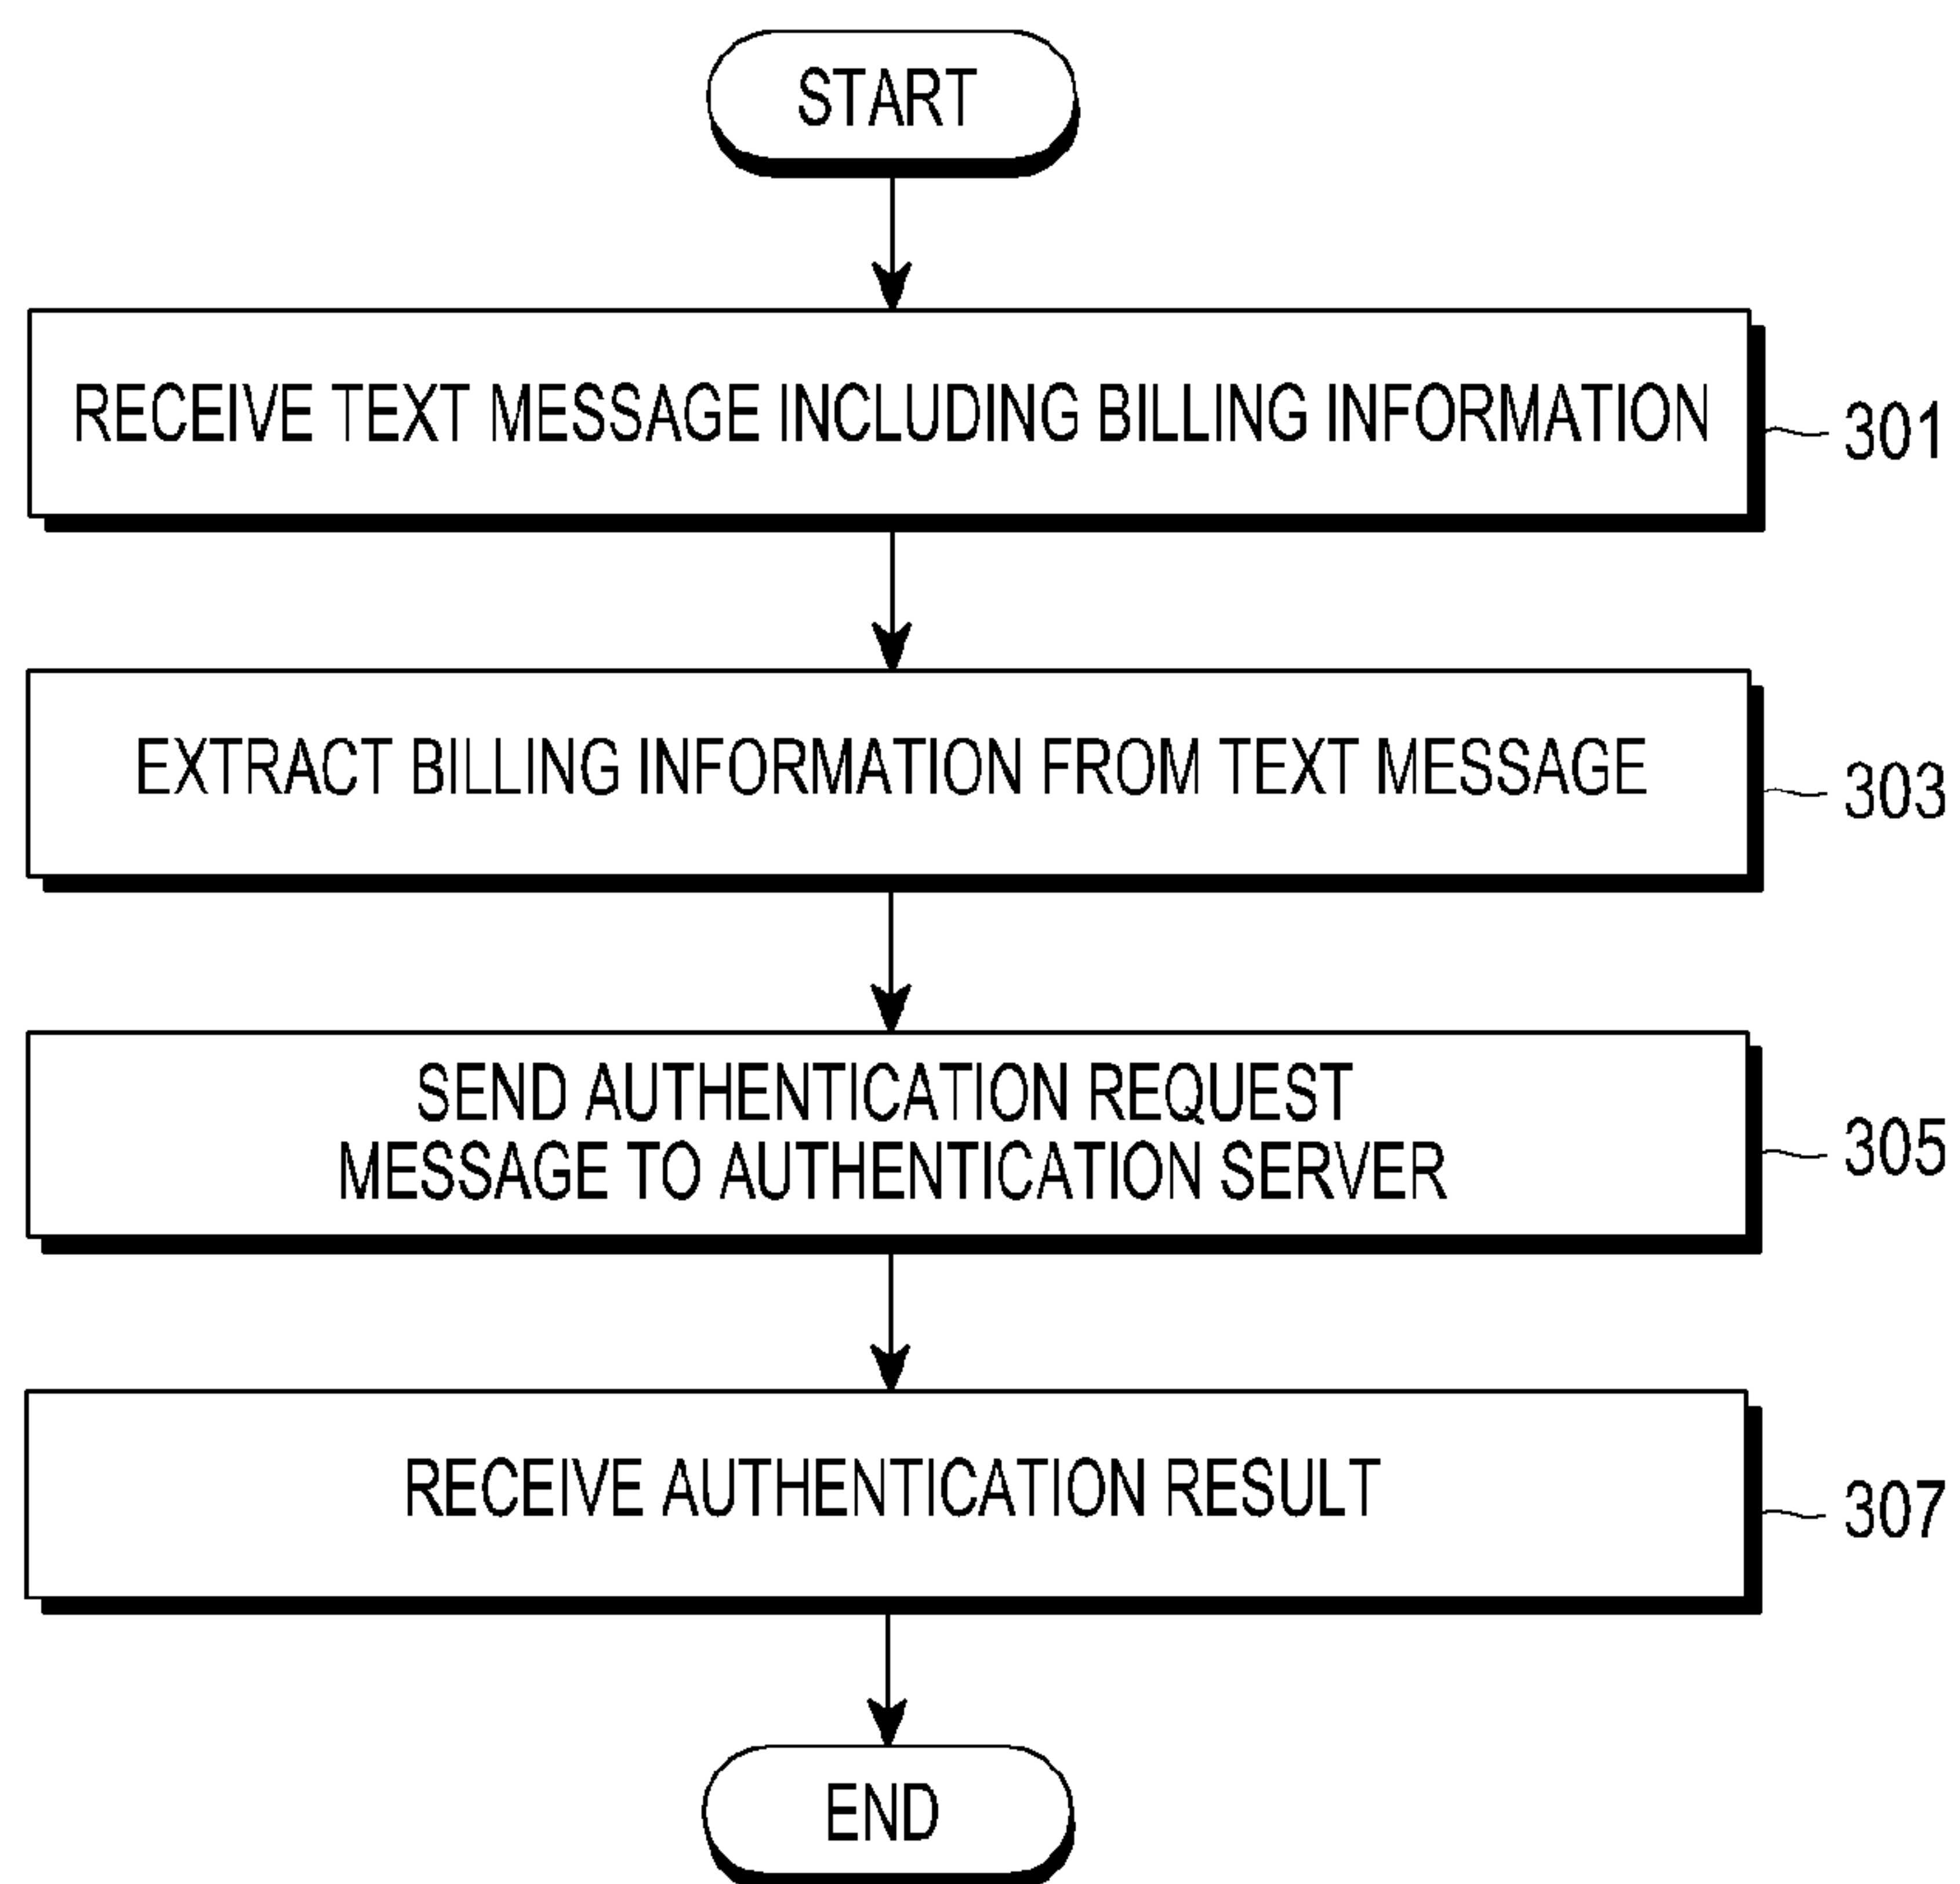 START
RECEIVE TEXT MESSAGE INCLUDING BILLING INFORMATION
301
EXTRACT BILLING INFORMATION FROM TEXT MESSAGE
303
SEND AUTHENTICATION REQUEST
MESSAGE TO AUTHENTICATION SERVER
305
RECEIVE AUTHENTICATION RESULT
307
END